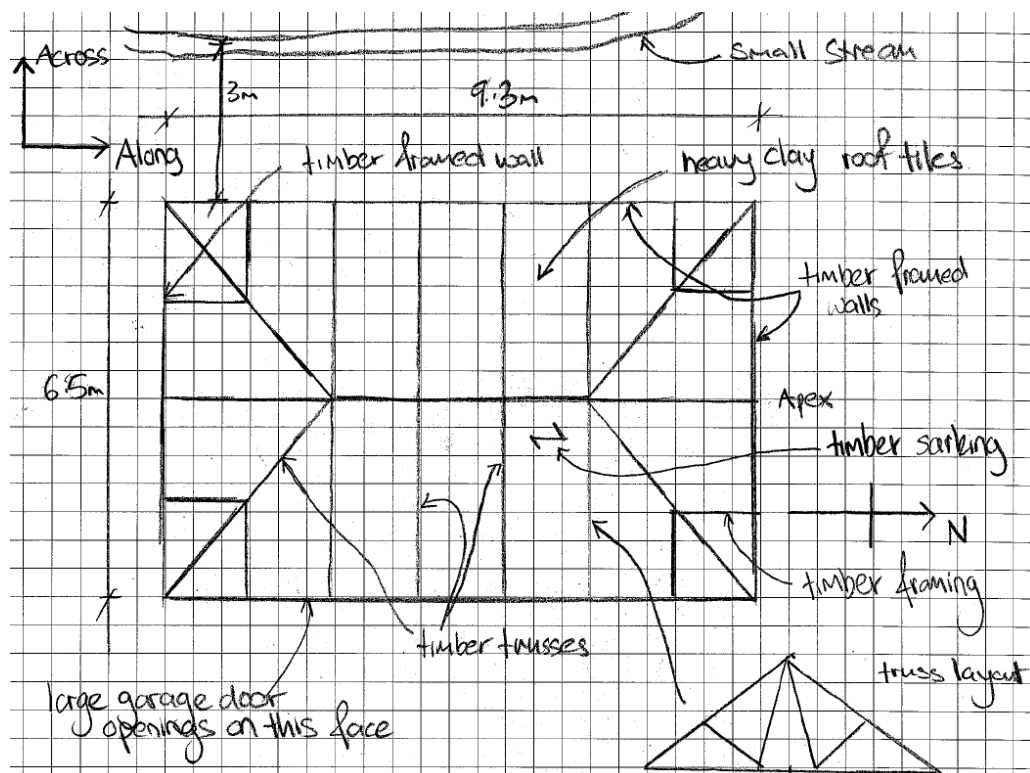 Across
small stream
3m
9.3m
Along
timber framed wall
heavy clay roof tiles
timber framed
walls
6.5m
Apex
timber sarking
N
timber framing
timber trusses
truss layout
large garage door
openings on this face